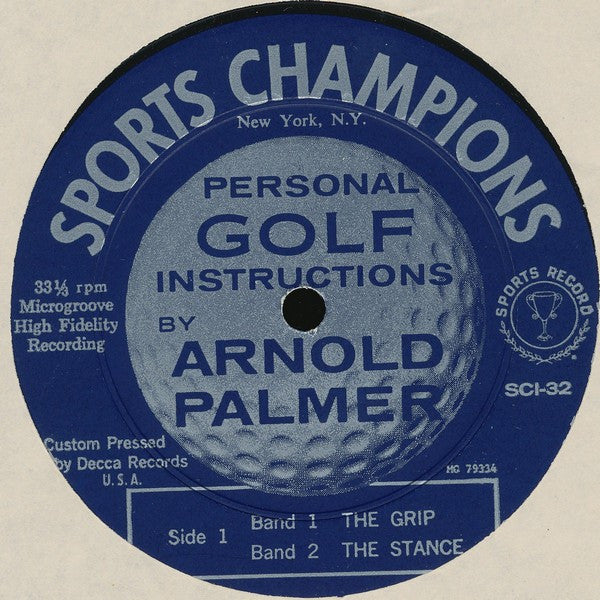 SPORTS CHAMPIONS
New York, N.Y.
PERSONAL
GOLF
INSTRUCTIONS
BY
ARNOLD
PALMER
33⅓ rpm
Microgroove
High Fidelity
Recording
SPORTS RECORD
®
SCI-32
Custom Pressed
by Decca Records
U.S.A.
MG 79334
Side 1
Band 1 THE GRIP
Band 2 THE STANCE